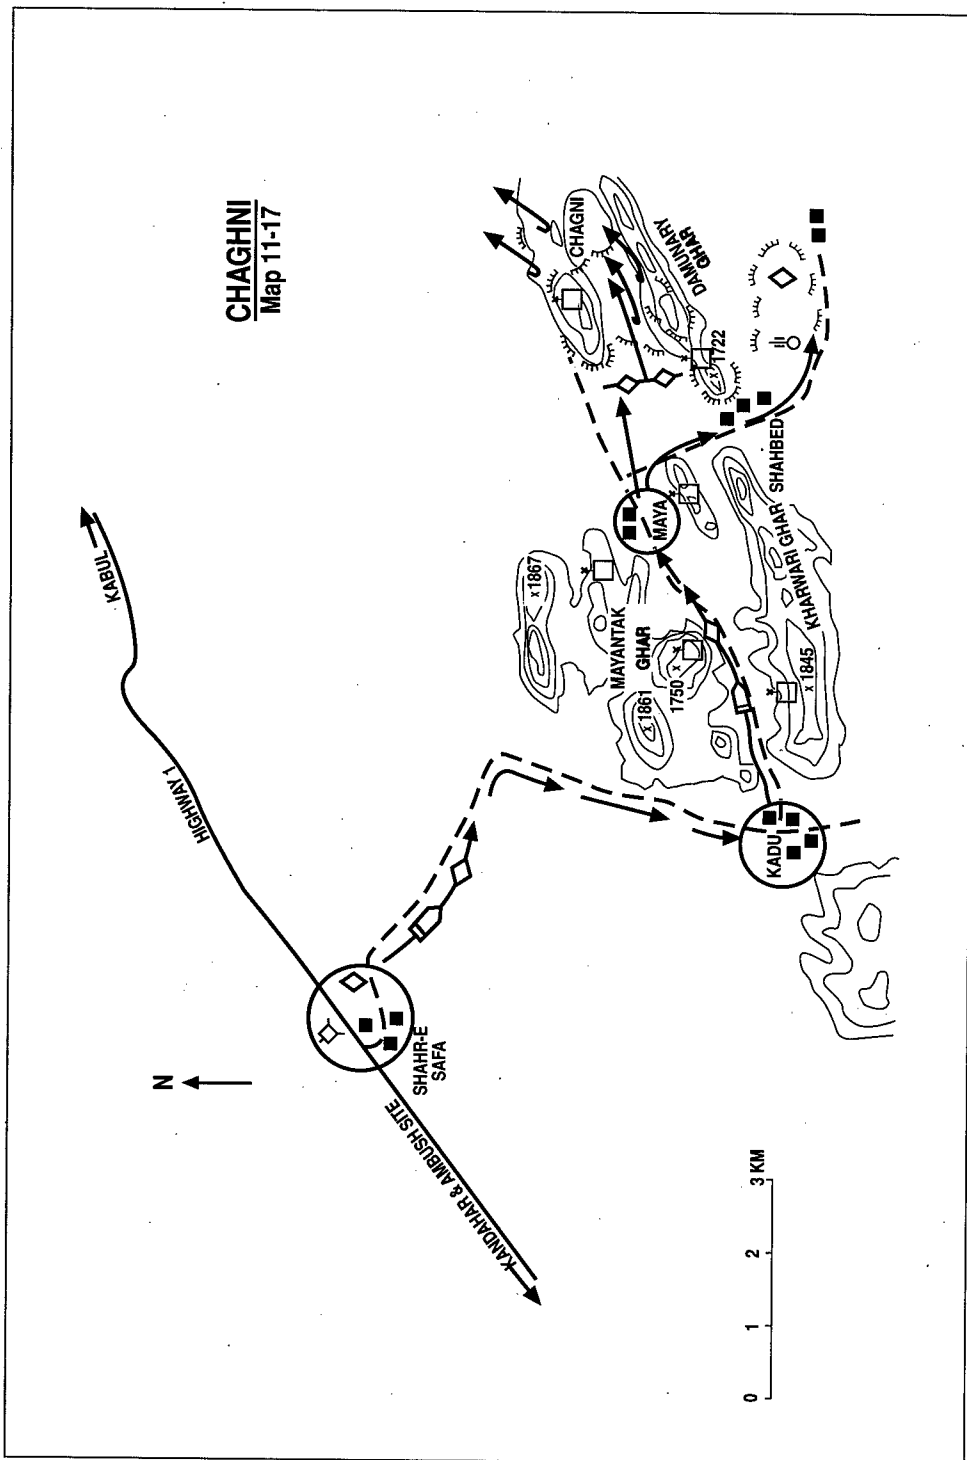 CHAGHNI
Map 11-17
KABUL
HIGHWAY 1
N
SHAHR-E
SAFA
KANDAHAR & AMBUSH SITE
KADU
MAYANTAK
GHAR
x 1867
x 1861
1750 x
x 1845
KHARWARI GHAR
SHAHBED
MAYA
CHAGNI
DAMUNARY
GHAR
x 1722
0 1 2 3 KM